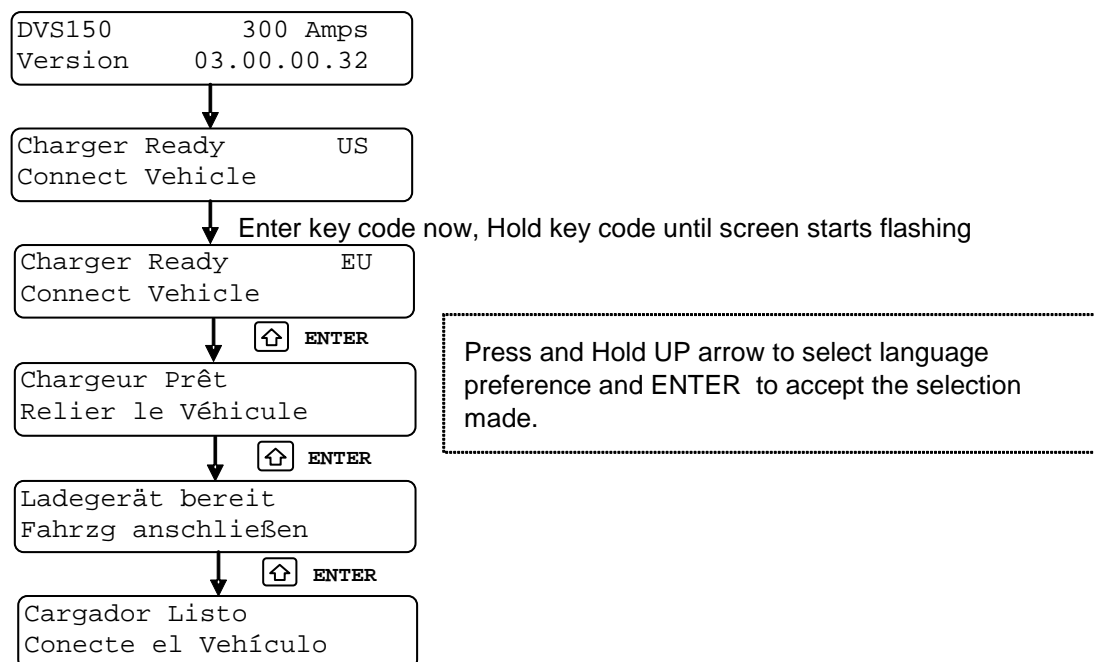 DVS150 300 Amps
Version 03.00.00.32
Charger Ready US
Connect Vehicle
Enter key code now, Hold key code until screen starts flashing
Charger Ready EU
Connect Vehicle
ENTER
Press and Hold UP arrow to select language
preference and ENTER to accept the selection
made.
Chargeur Prêt
Relier le Véhicule
ENTER
Ladegerät bereit
Fahrzg anschließen
ENTER
Cargador Listo
Conecte el Vehículo